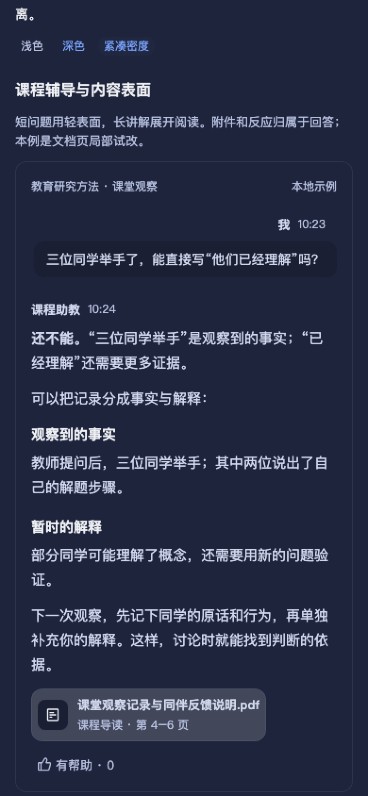 离。
浅色 深色 紧凑密度
课程辅导与内容表面
短问题用轻表面，长讲解展开阅读。附件和反应归属于回答；
本例是文档页局部试改。
教育研究方法 · 课堂观察 本地示例
我 10:23
三位同学举手了，能直接写“他们已经理解”吗？
课程助教 10:24
还不能。“三位同学举手”是观察到的事实；“已
经理解”还需要更多证据。
可以把记录分成事实与解释：
观察到的事实
教师提问后，三位同学举手；其中两位说出了自
己的解题步骤。
暂时的解释
部分同学可能理解了概念，还需要用新的问题验
证。
下一次观察，先记下同学的原话和行为，再单独
补充你的解释。这样，讨论时就能找到判断的依
据。
课堂观察记录与同伴反馈说明.pdf
课程导读 · 第 4–6 页
有帮助 · 0